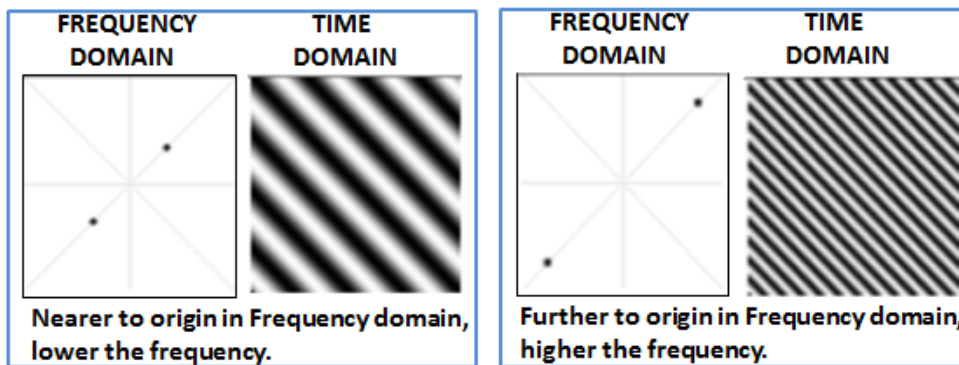 FREQUENCY DOMAIN
TIME DOMAIN
Nearer to origin in Frequency domain,
lower the frequency.
FREQUENCY DOMAIN
TIME DOMAIN
Further to origin in Frequency domain,
higher the frequency.